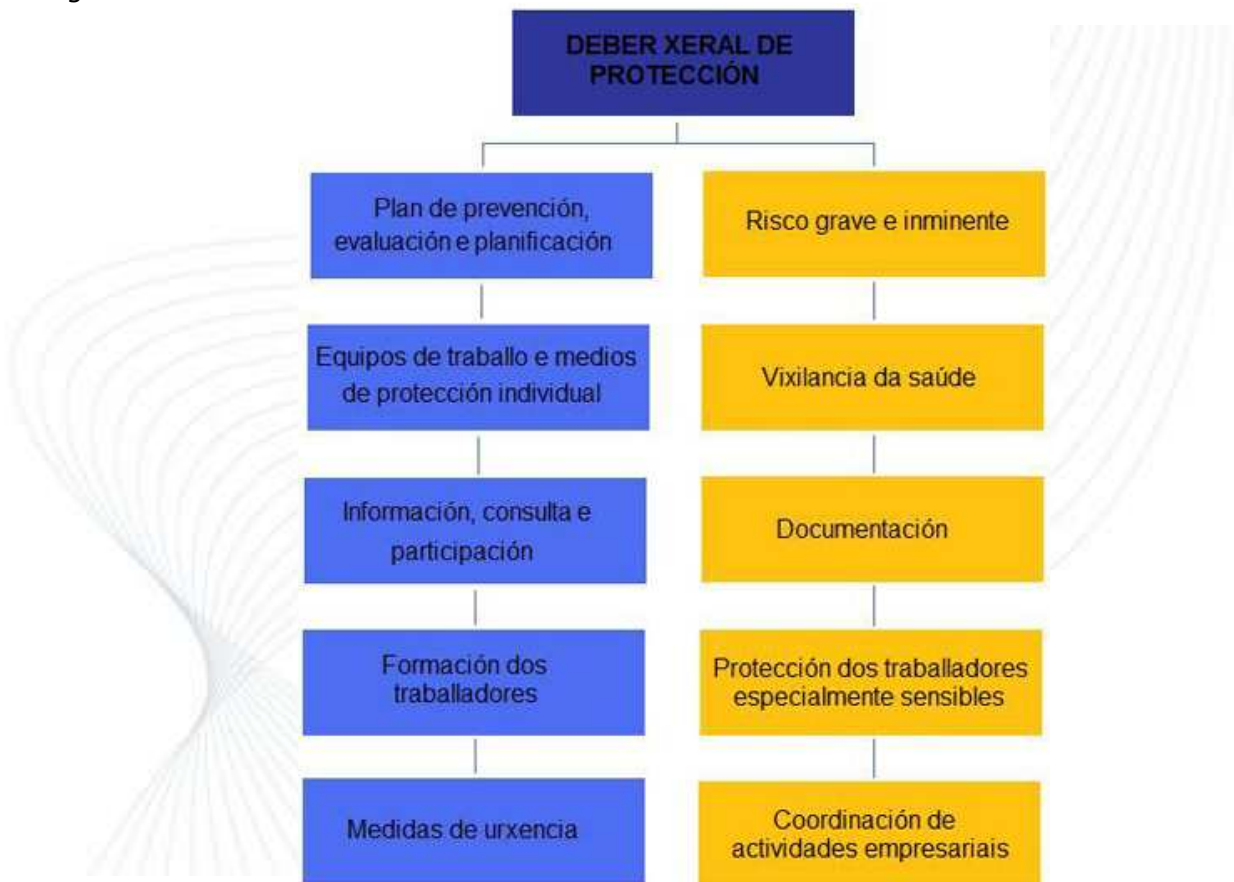 DEBER XERAL DE
PROTECCIÓN
Plan de prevención,
evaluación e planificación
Equipos de traballo e medios
de protección individual
Información, consulta e
participación
Formación dos
traballadores
Medidas de urxencia
Risco grave e inminente
Vixilancia da saúde
Documentación
Protección dos traballadores
especialmente sensibles
Coordinación de
actividades empresariais